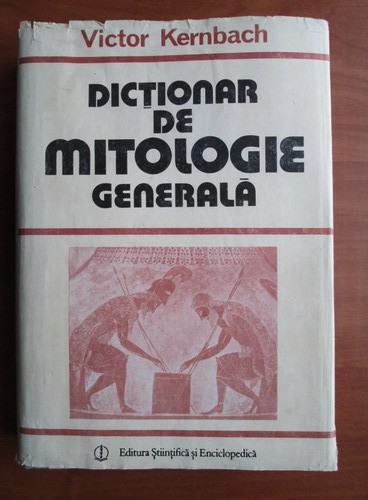 Victor Kernbach
DICȚIONAR
DE
MITOLOGIE
GENERALĂ
Editura Științifică și Enciclopedică